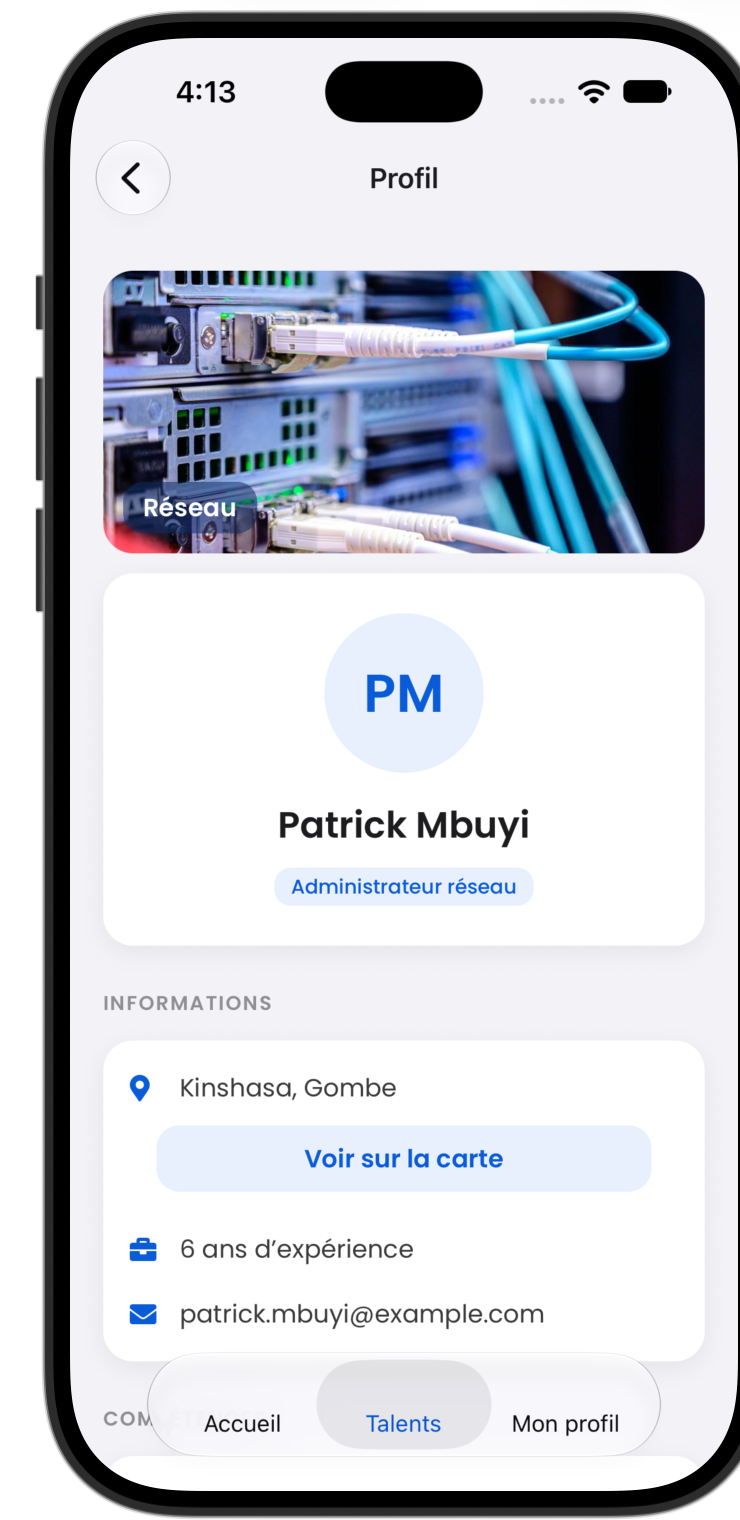 4:13
Profil
Réseau
PM
Patrick Mbuyi
Administrateur réseau
INFORMATIONS
Kinshasa, Gombe
Voir sur la carte
6 ans d’expérience
patrick.mbuyi@example.com
Accueil
Talents
Mon profil